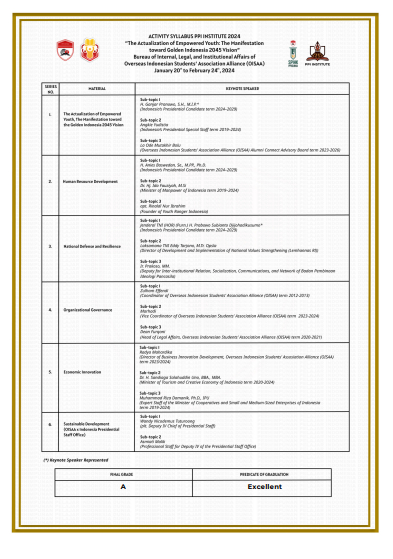 ACTIVITY SYLLABUS PPI INSTITUTE 2024
"The Actualization of Empowered Youth: The Manifestation
toward Golden Indonesia 2045 Vision"
Bureau of Internal, Legal, and Institutional Affairs of
Overseas Indonesian Students' Association Alliance (OISAA)
January 20th to February 24th, 2024
PPI INSTITUTE
SERIES NO.
MATERIAL
KEYNOTE SPEAKER
1.
The Actualization of Empowered
Youth, The Manifestation toward
the Golden Indonesia 2045 Vision
Sub-topic 1
H. Ganjar Pranowo, S.H., M.I.P.*
(Indonesia's Presidential Candidate term 2024-2029)
Sub-topic 2
Angkie Yudistia
(Indonesia's Presidential Special Staff term 2019-2024)
Sub-topic 3
La Ode Murakhir Balu
(Overseas Indonesian Students' Association Alliance (OISAA) Alumni Connect Advisory Board term 2023-2028)
2.
Human Resource Development
Sub-topic 1
H. Anies Baswedan, Sc., M.P.P., Ph.D.
(Indonesia's Presidential Candidate term 2024-2029)
Sub-topic 2
Dr. Hj. Ida Fauziyah, M.Si
(Minister of Manpower of Indonesia term 2019-2024)
Sub-topic 3
apt. Rendal Nur Ibrahim
(Founder of Youth Ranger Indonesia)
3.
National Defense and Resilience
Sub-topic 1
Jenderal TNI (HOR) (Purn.) H. Prabowo Subianto Djojohadikusumo*
(Indonesia's Presidential Candidate term 2024-2029)
Sub-topic 2
Laksamana TNI Eddy Tarjono, M.Tr. Opsla
(Director of Development and Implementation of National Values Strengthening (Lemhannas RI)
Sub-topic 3
Ir. Prakoso, MM.
(Deputy for Inter-institutional Relation, Socialization, Communications, and Network of Badan Pembinaan
Ideologi Pancasila)
4.
Organizational Governance
Sub-topic 1
Zulham Effendi
(Coordinator of Overseas Indonesian Students' Association Alliance (OISAA) term 2012-2013)
Sub-topic 2
Marhadi
(Vice Coordinator of Overseas Indonesian Students' Association Alliance (OISAA) term 2023-2024)
Sub-topic 3
Dean Furqani
(Head of Legal Affairs, Overseas Indonesian Students' Association Alliance (OISAA) term 2020-2021)
5.
Economic Innovation
Sub-topic 1
Radya Mahardika
(Director of Business Innovation Development, Overseas Indonesian Students' Association Alliance (OISAA)
term 2023/2024)
Sub-topic 2
Dr. H. Sandiaga Salahuddin Uno, BBA., MBA.
(Minister of Tourism and Creative Economy of Indonesia term 2020-2024)
Sub-topic 3
Muhammad Riza Damanik, Ph.D, IPU
(Expert Staff of the Minister of Cooperatives and Small and Medium-Sized Enterprises of Indonesia
term 2019-2024)
6.
Sustainable Development
(OISAA x Indonesia Presidential
Staff Office)
Sub-topic 1
Wandy Nicodemus Tuturoong
(plt. Deputy IV Chief of Presidential Staff)
Sub-topic 2
(Professional Staff for Deputy IV of the Presidential Staff Office)
(*) Keynote Speaker Represented
FINAL GRADE
PREDICATE OF GRADUATION
A
Excellent